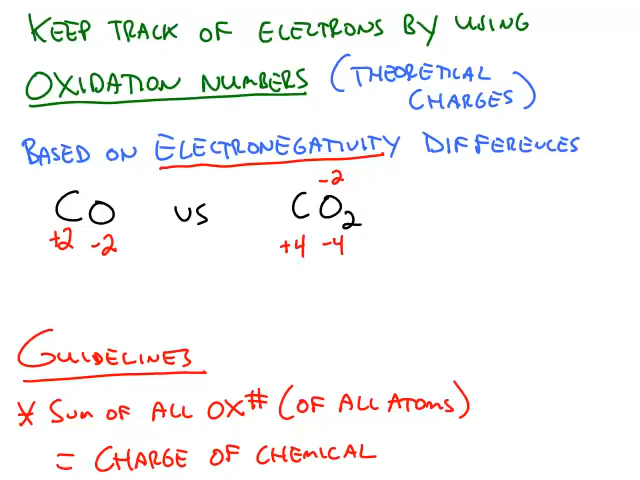 KEEP TRACK OF ELECTRONS BY USING
OXIDATION NUMBERS (THEORETICAL CHARGES)
BASED ON ELECTRONEGATIVITY DIFFERENCES
-2
CO vs CO₂
+2 -2 +4 -4
GUIDELINES
* SUM OF ALL OX# (OF ALL ATOMS)
= CHARGE OF CHEMICAL